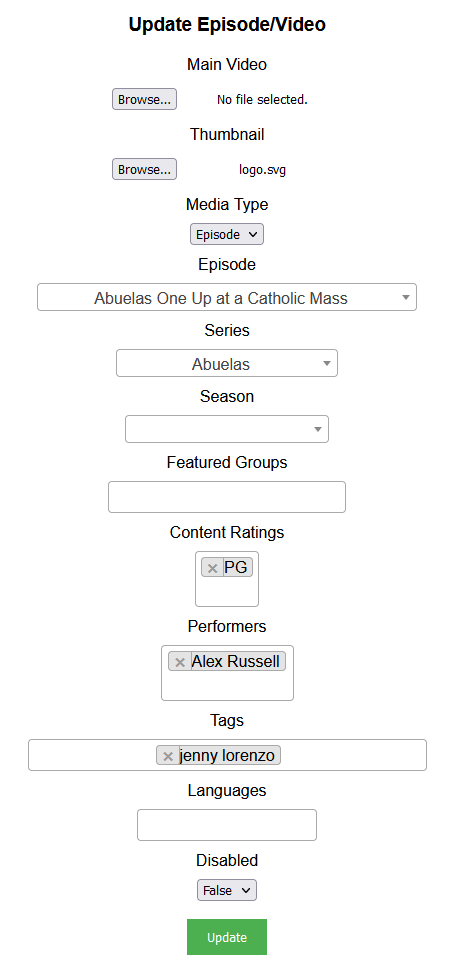 Update Episode/Video
Main Video
Browse... No file selected.
Thumbnail
Browse... logo.svg
Media Type
Episode
Episode
Abuelas One Up at a Catholic Mass
Series
Abuelas
Season
Featured Groups
Content Ratings
× PG
Performers
× Alex Russell
Tags
× jenny lorenzo
Languages
Disabled
False
Update